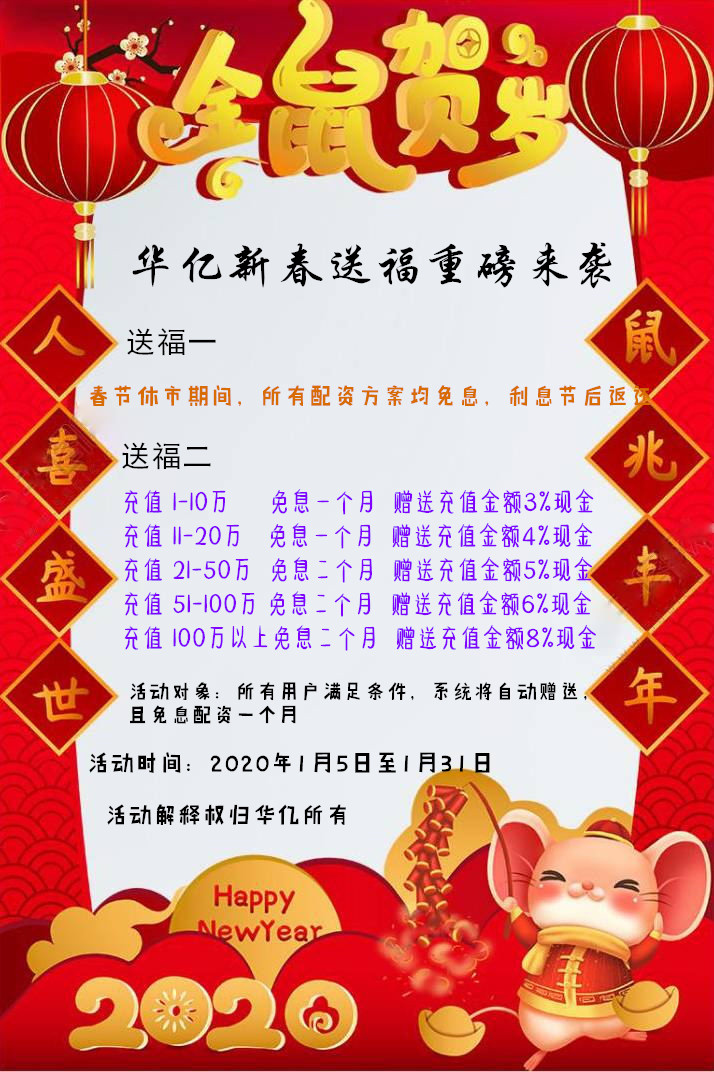 金鼠贺岁
华亿新春送福重磅来袭
人喜盛世
鼠兆丰年
送福一
春节休市期间，所有配资方案均免息，利息节后返还
送福二
充值 1-10万 免息一个月 赠送充值金额3%现金
充值 11-20万 免息一个月 赠送充值金额4%现金
充值 21-50万 免息二个月 赠送充值金额5%现金
充值 51-100万 免息二个月 赠送充值金额6%现金
充值 100万以上免息二个月 赠送充值金额8%现金
活动对象：所有用户满足条件，系统将自动赠送，
且免息配资一个月
活动时间：2020年1月5日至1月31日
活动解释权归华亿所有
Happy
NewYear
2020